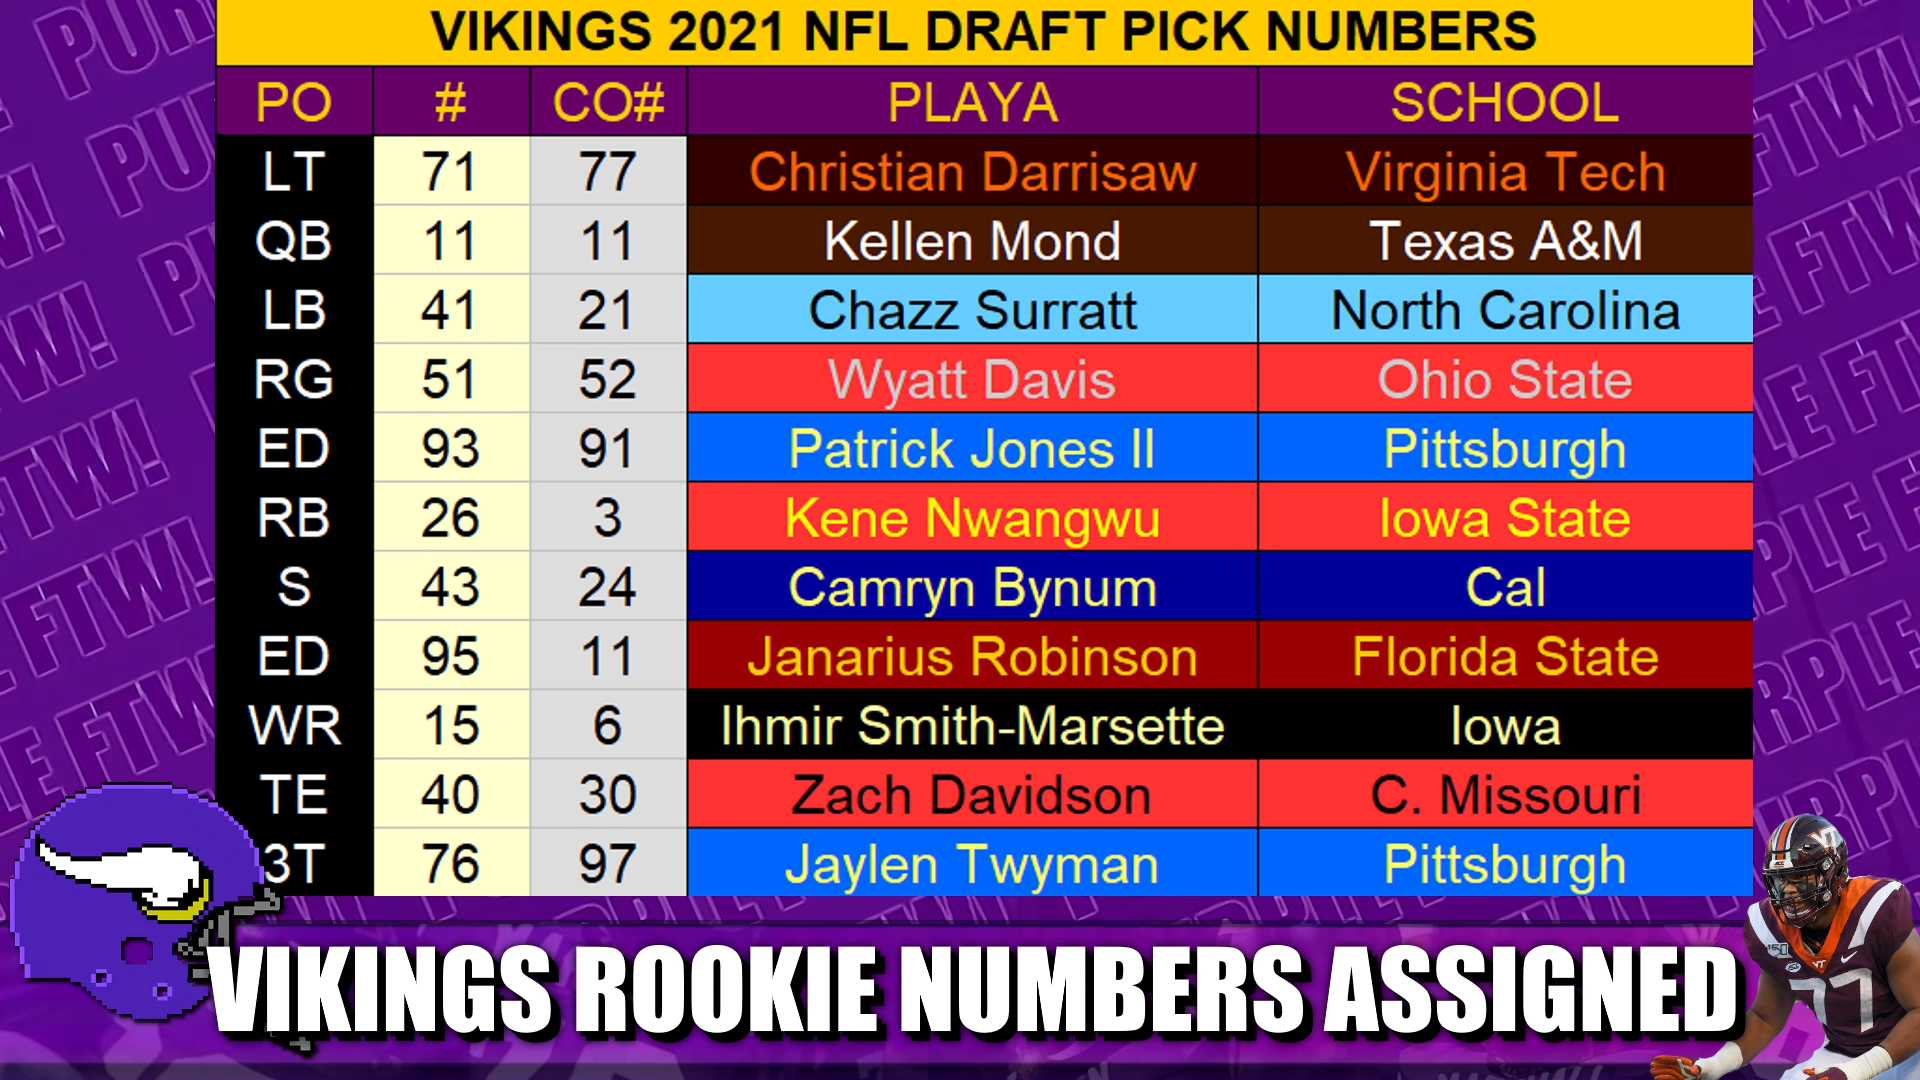 VIKINGS 2021 NFL DRAFT PICK NUMBERS
PO # CO# PLAYA SCHOOL
LT 71 77 Christian Darrisaw Virginia Tech
QB 11 11 Kellen Mond Texas A&M
LB 41 21 Chazz Surratt North Carolina
RG 51 52 Wyatt Davis Ohio State
ED 93 91 Patrick Jones II Pittsburgh
RB 26 3 Kene Nwangwu Iowa State
S 43 24 Camryn Bynum Cal
ED 95 11 Janarius Robinson Florida State
WR 15 6 Ihmir Smith-Marsette Iowa
TE 40 30 Zach Davidson C. Missouri
3T 76 97 Jaylen Twyman Pittsburgh
VIKINGS ROOKIE NUMBERS ASSIGNED
77